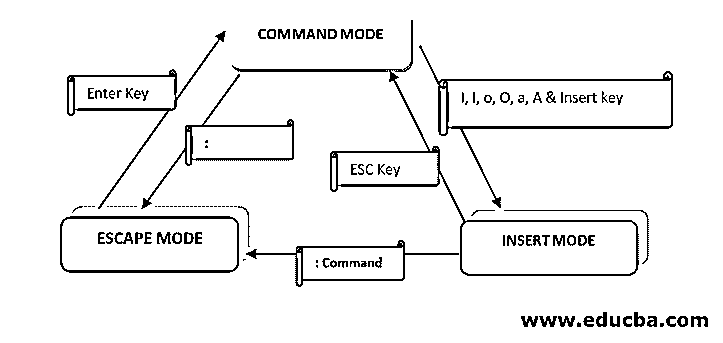 COMMAND MODE
Enter Key
I, I, o, O, a, A & Insert key
:
ESC Key
ESCAPE MODE
INSERT MODE
: Command
www.educba.com